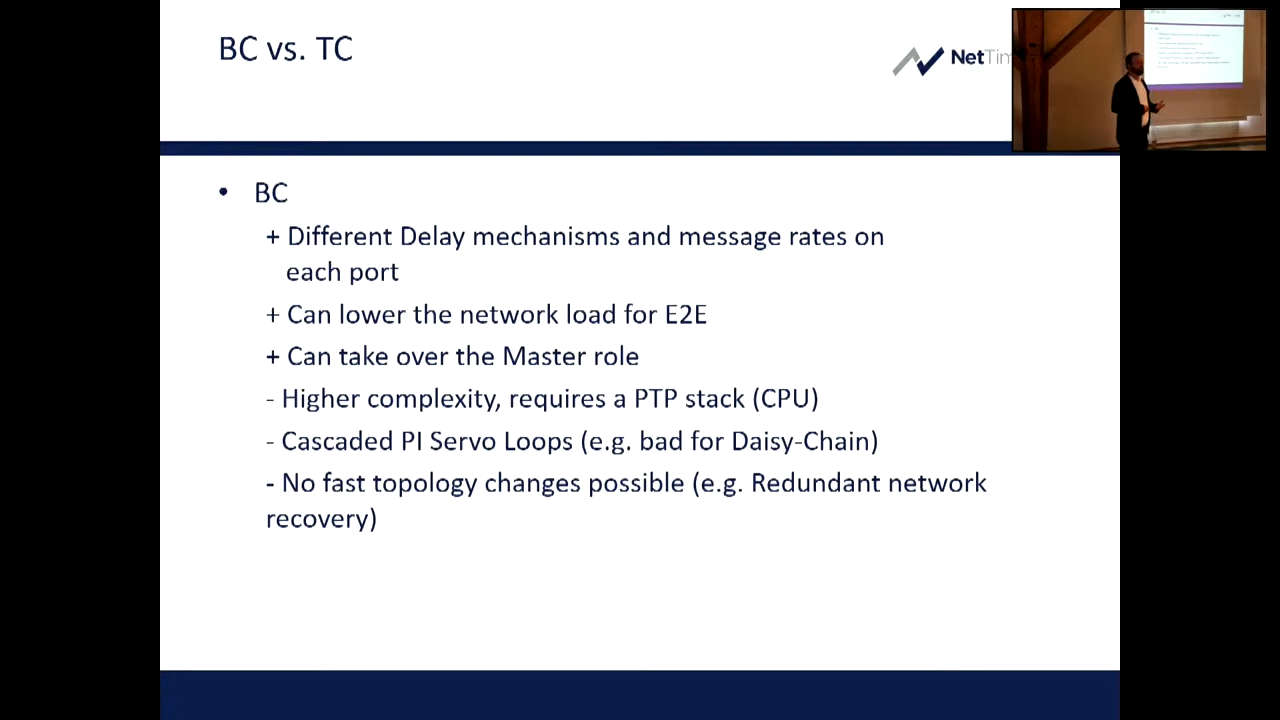 BC vs. TC
NetTim
• BC
+ Different Delay mechanisms and message rates on
each port
+ Can lower the network load for E2E
+ Can take over the Master role
- Higher complexity, requires a PTP stack (CPU)
- Cascaded PI Servo Loops (e.g. bad for Daisy-Chain)
- No fast topology changes possible (e.g. Redundant network
recovery)